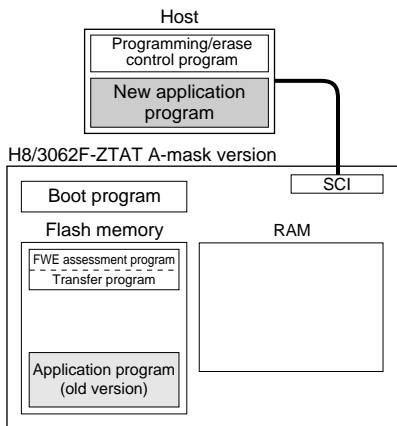 Host
Programming/erase
control program
New application
program
H8/3062F-ZTAT A-mask version
SCI
Boot program
Flash memory
RAM
FWE assessment program
Transfer program
Application program
(old version)